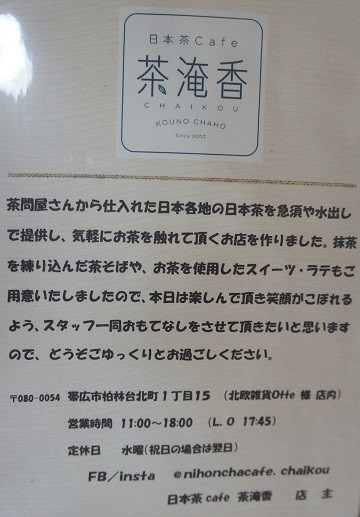 日本茶Cafe
茶淹香
CHAIKOU
KOUNO CHAHO
Since 2003
茶問屋さんから仕入れた日本各地の日本茶を急須や水出し
で提供し、気軽にお茶を触れて頂くお店を作りました。抹茶
を練り込んだ茶そばや、お茶を使用したスイーツ・ラテもご
用意いたしましたので、本日は楽しんで頂き笑顔がこぼれる
よう、スタッフ一同おもてなしをさせて頂きたいと思います
ので、どうぞごゆっくりとお過ごしください。
〒080-0054 帯広市柏林台北町1丁目15 (北欧雑貨Otte 様 店内)
営業時間 11:00~18:00 (L.O 17:45)
定休日 水曜(祝日の場合は翌日)
FB/insta @nihonchacafe.chaikou
日本茶cafe 茶滝香 店 主